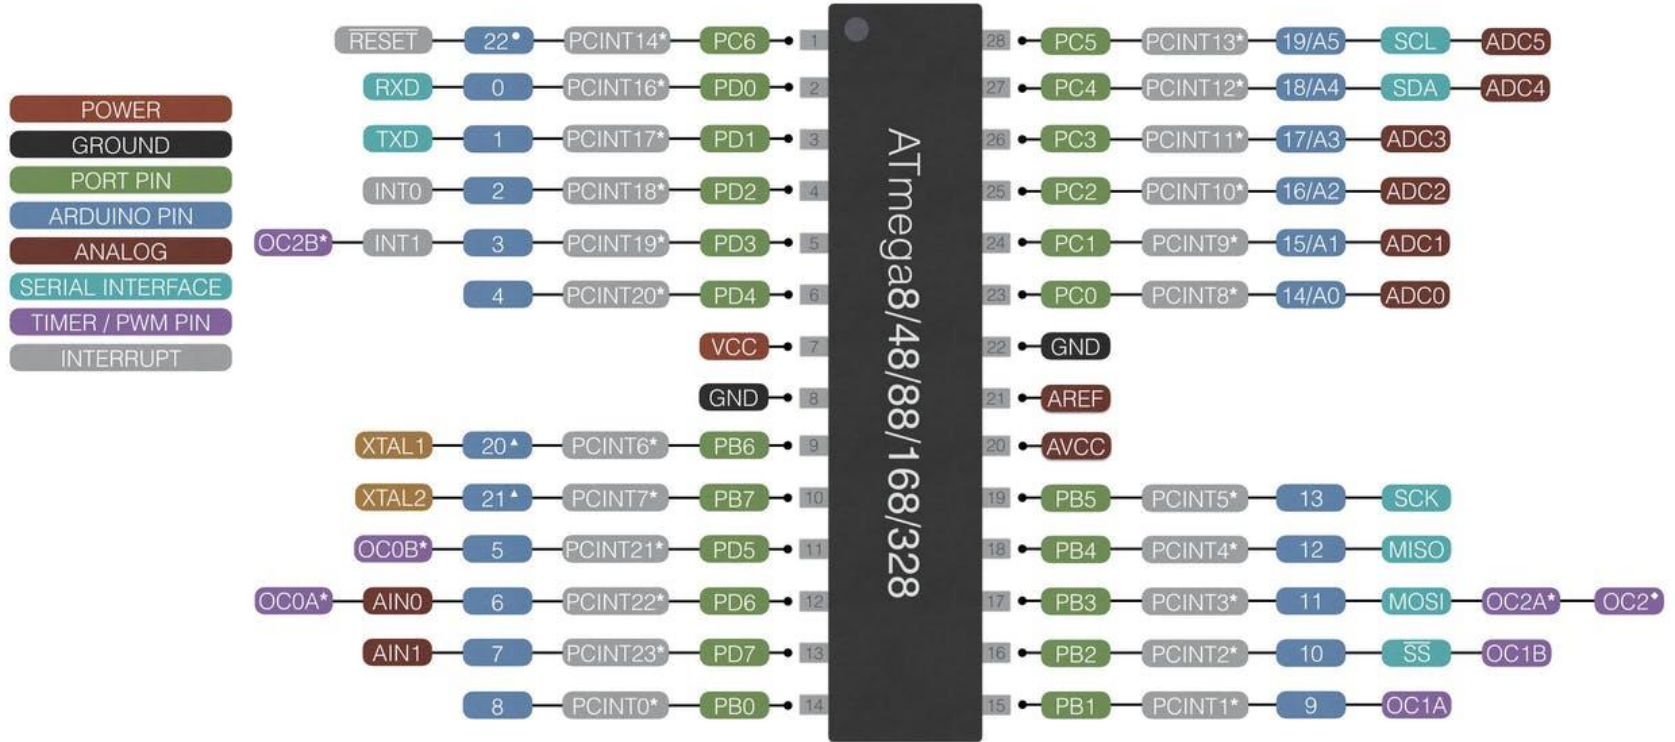 POWER
GROUND
PORT PIN
ARDUINO PIN
ANALOG
SERIAL INTERFACE
TIMER / PWM PIN
INTERRUPT
RESET 22● PCINT14* PC6 1
RXD 0 PCINT16* PD0 2
TXD 1 PCINT17* PD1 3
INT0 2 PCINT18* PD2 4
OC2B* INT1 3 PCINT19* PD3 5
4 PCINT20* PD4 6
VCC 7
GND 8
XTAL1 20▲ PCINT6* PB6 9
XTAL2 21▲ PCINT7* PB7 10
OC0B* 5 PCINT21* PD5 11
OC0A* AIN0 6 PCINT22* PD6 12
AIN1 7 PCINT23* PD7 13
8 PCINT0* PB0 14
ATmega8/48/88/168/328
28 PC5 PCINT13* 19/A5 SCL ADC5
27 PC4 PCINT12* 18/A4 SDA ADC4
26 PC3 PCINT11* 17/A3 ADC3
25 PC2 PCINT10* 16/A2 ADC2
24 PC1 PCINT9* 15/A1 ADC1
23 PC0 PCINT8* 14/A0 ADC0
22 GND
21 AREF
20 AVCC
19 PB5 PCINT5* 13 SCK
18 PB4 PCINT4* 12 MISO
17 PB3 PCINT3* 11 MOSI OC2A* OC2◆
16 PB2 PCINT2* 10 SS OC1B
15 PB1 PCINT1* 9 OC1A